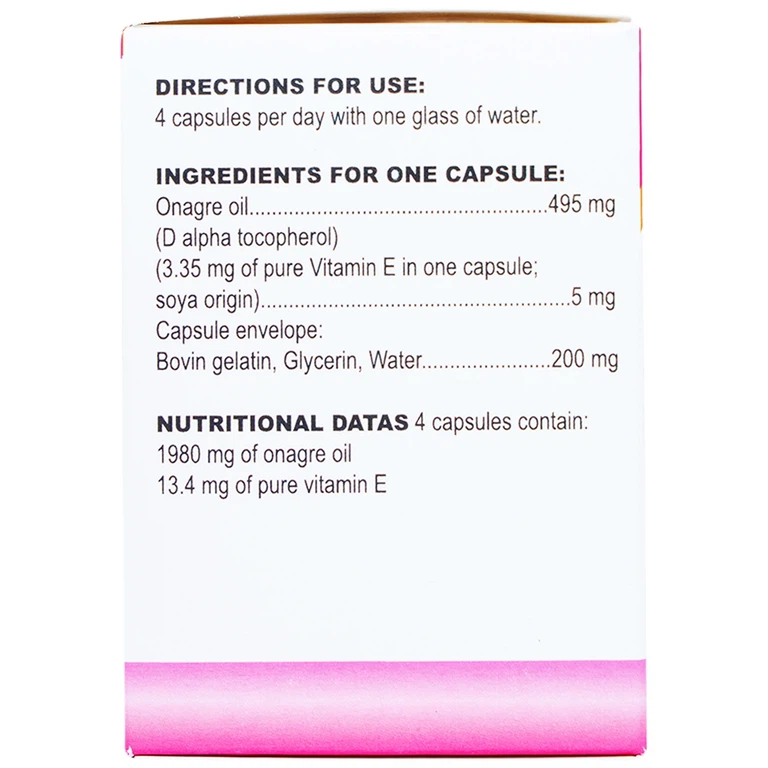 DIRECTIONS FOR USE:
4 capsules per day with one glass of water.
INGREDIENTS FOR ONE CAPSULE:
Onagre oil..................................................495 mg
(D alpha tocopherol)
(3.35 mg of pure Vitamin E in one capsule;
soya origin)....................................................5 mg
Capsule envelope:
Bovin gelatin, Glycerin, Water......................200 mg
NUTRITIONAL DATAS 4 capsules contain:
1980 mg of onagre oil
13.4 mg of pure vitamin E